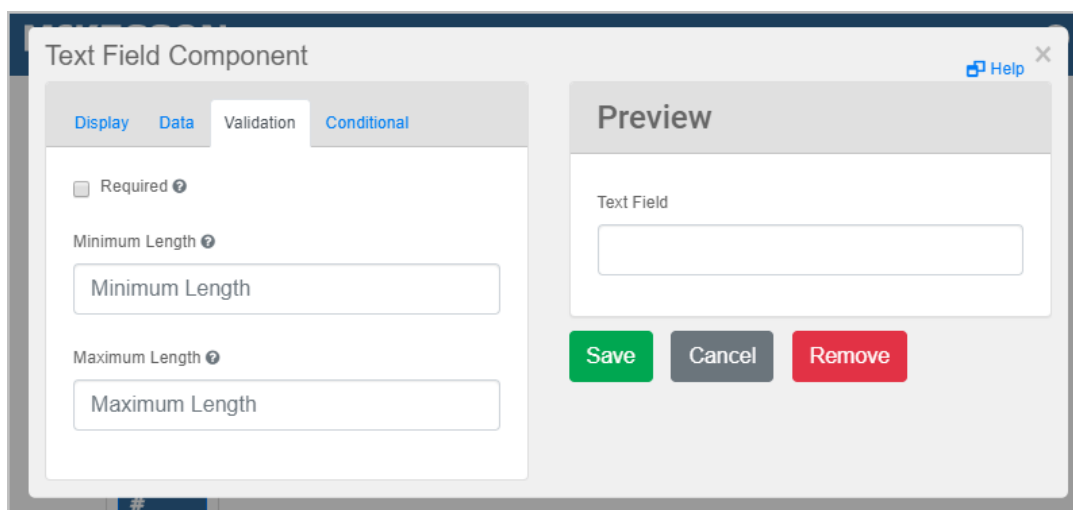 Text Field Component
Help
×
Display Data Validation Conditional
Required
Minimum Length
Minimum Length
Maximum Length
Maximum Length
Preview
Text Field
Save Cancel Remove
#